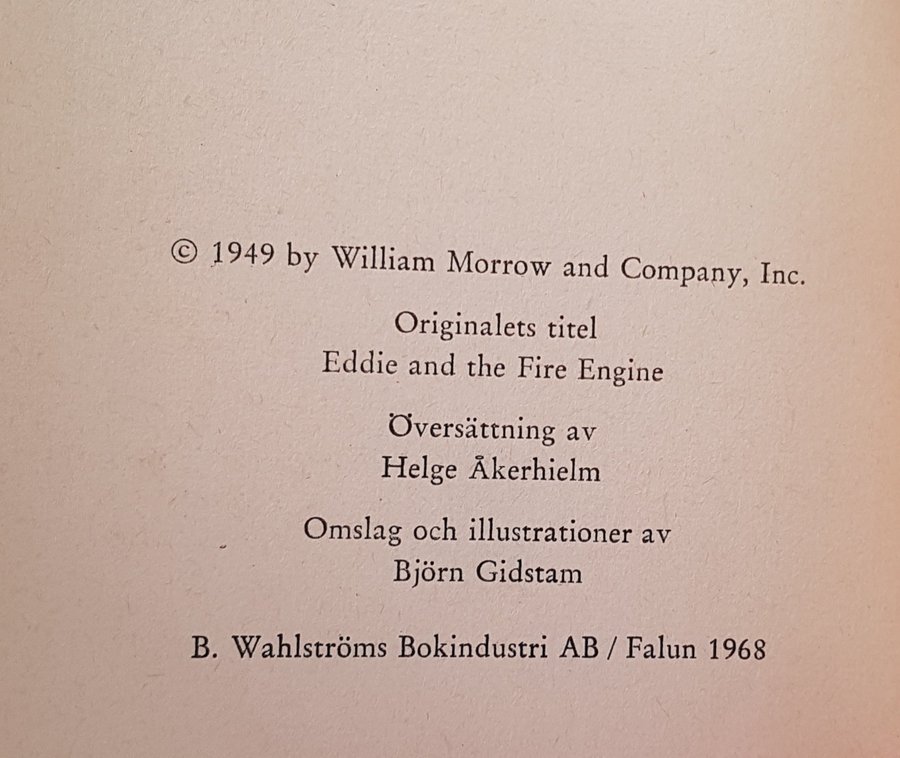 © 1949 by William Morrow and Company, Inc.
Originalets titel
Eddie and the Fire Engine
Översättning av
Helge Åkerhielm
Omslag och illustrationer av
Björn Gidstam
B. Wahlströms Bokindustri AB / Falun 1968